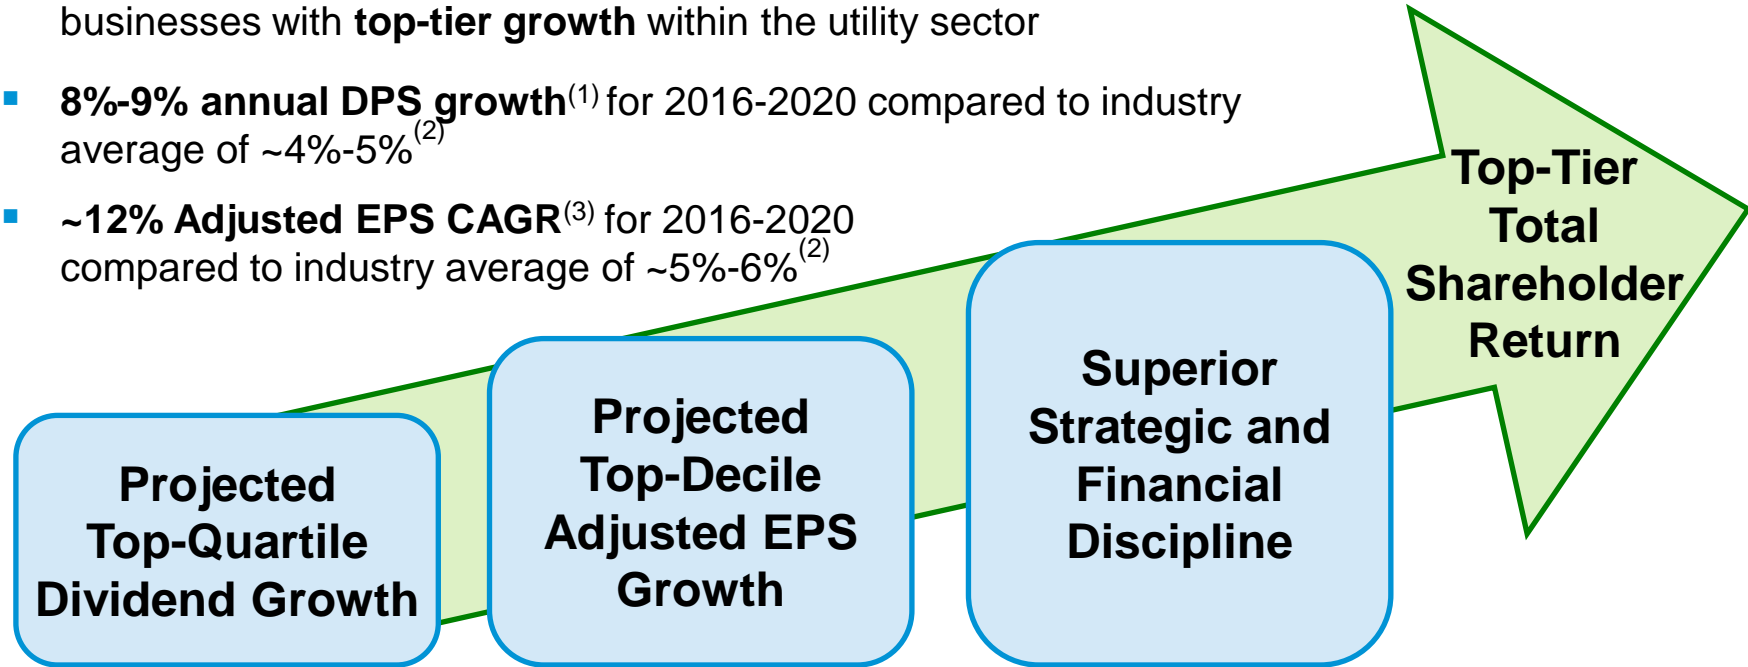 businesses with top-tier growth within the utility sector
▪ 8%-9% annual DPS growth(1) for 2016-2020 compared to industry
average of ~4%-5%(2)
▪ ~12% Adjusted EPS CAGR(3) for 2016-2020
compared to industry average of ~5%-6%(2)
Projected
Top-Quartile
Dividend Growth
Projected
Top-Decile
Adjusted EPS
Growth
Superior
Strategic and
Financial
Discipline
Top-Tier
Total
Shareholder
Return